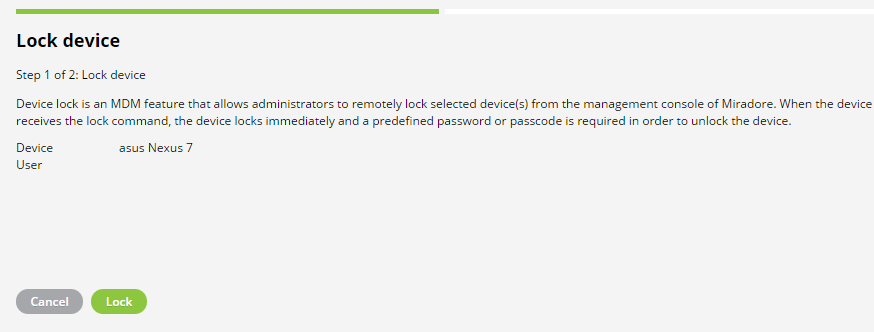 Lock device
Step 1 of 2: Lock device
Device lock is an MDM feature that allows administrators to remotely lock selected device(s) from the management console of Miradore. When the device
receives the lock command, the device locks immediately and a predefined password or passcode is required in order to unlock the device.
Device asus Nexus 7
User
Cancel Lock